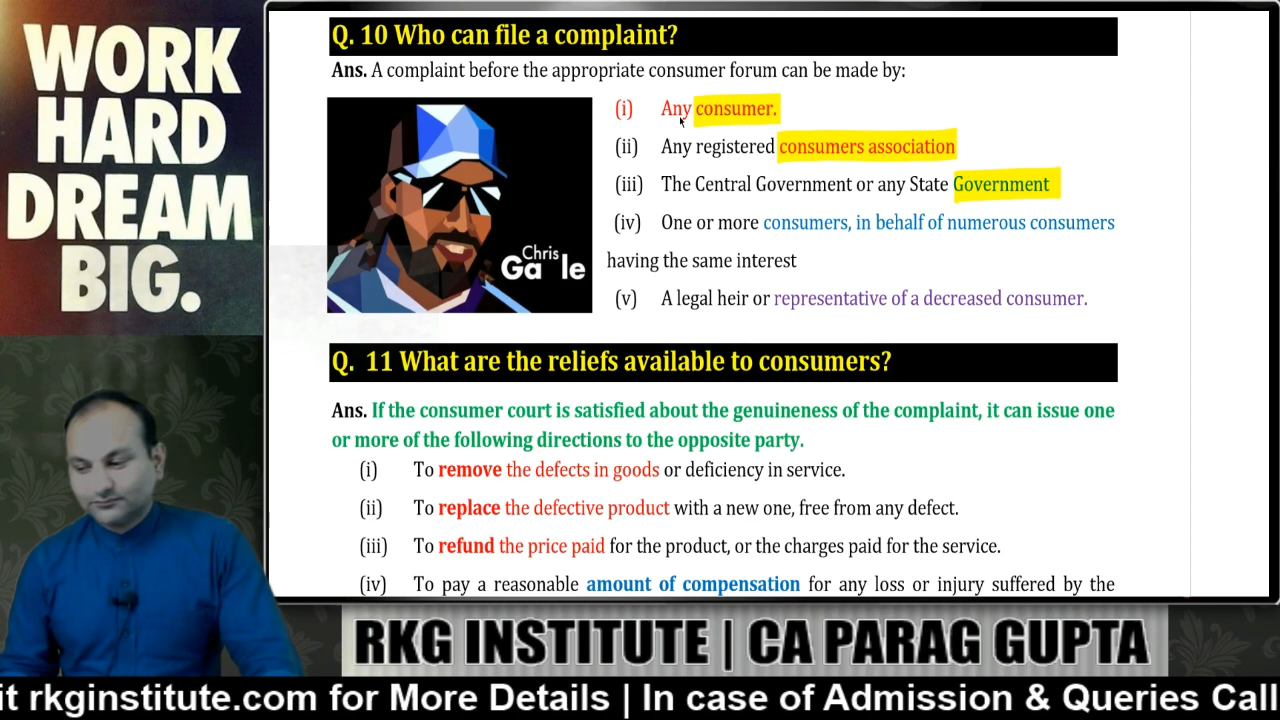 WORK
HARD
DREAM
BIG.
Q. 10 Who can file a complaint?
Ans. A complaint before the appropriate consumer forum can be made by:
(i) Any consumer.
(ii) Any registered consumers association
(iii) The Central Government or any State Government
(iv) One or more consumers, in behalf of numerous consumers
having the same interest
(v) A legal heir or representative of a decreased consumer.
Chris
Ga le
Q. 11 What are the reliefs available to consumers?
Ans. If the consumer court is satisfied about the genuineness of the complaint, it can issue one
or more of the following directions to the opposite party.
(i) To remove the defects in goods or deficiency in service.
(ii) To replace the defective product with a new one, free from any defect.
(iii) To refund the price paid for the product, or the charges paid for the service.
(iv) To pay a reasonable amount of compensation for any loss or injury suffered by the
RKG INSTITUTE | CA PARAG GUPTA
it rkginstitute.com for More Details | In case of Admission & Queries Call